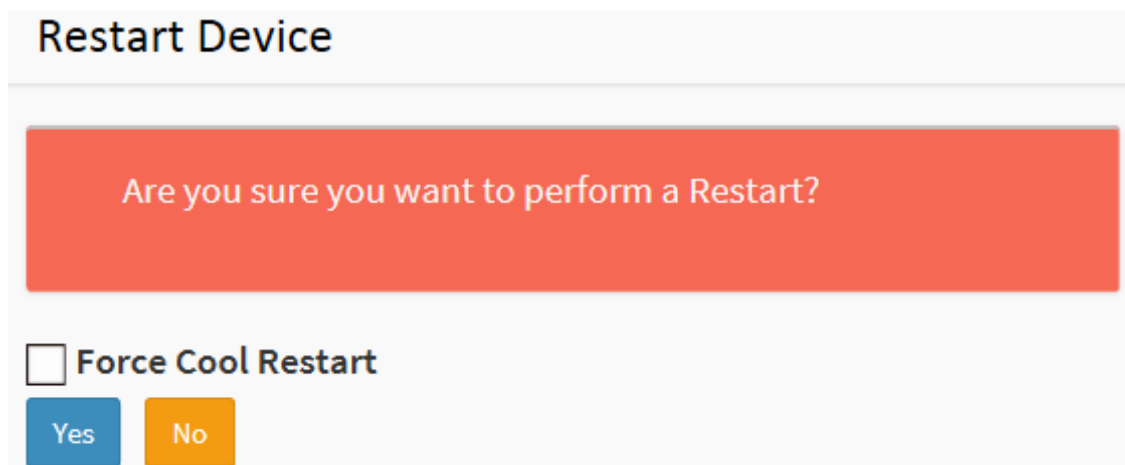 Restart Device
Are you sure you want to perform a Restart?
Force Cool Restart
Yes No